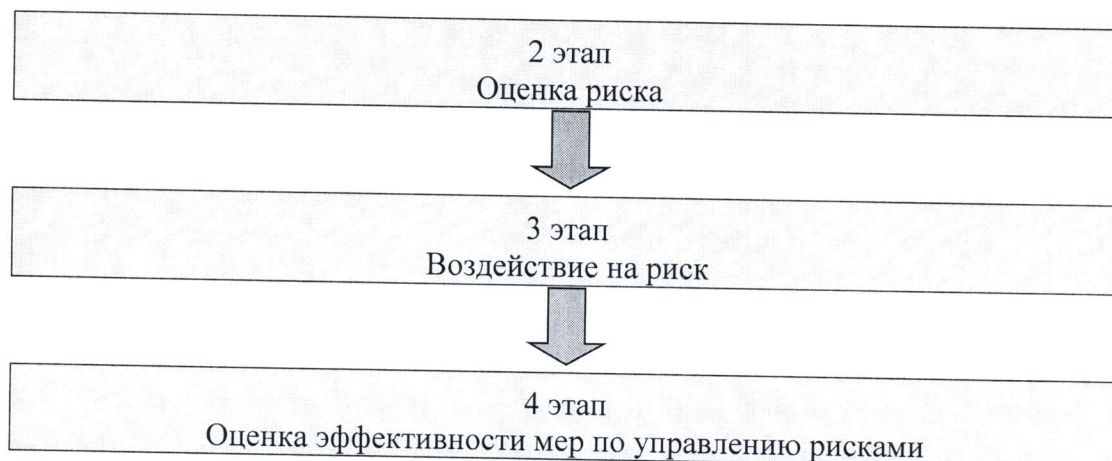 2 этап
Оценка риска
3 этап
Воздействие на риск
4 этап
Оценка эффективности мер по управлению рисками